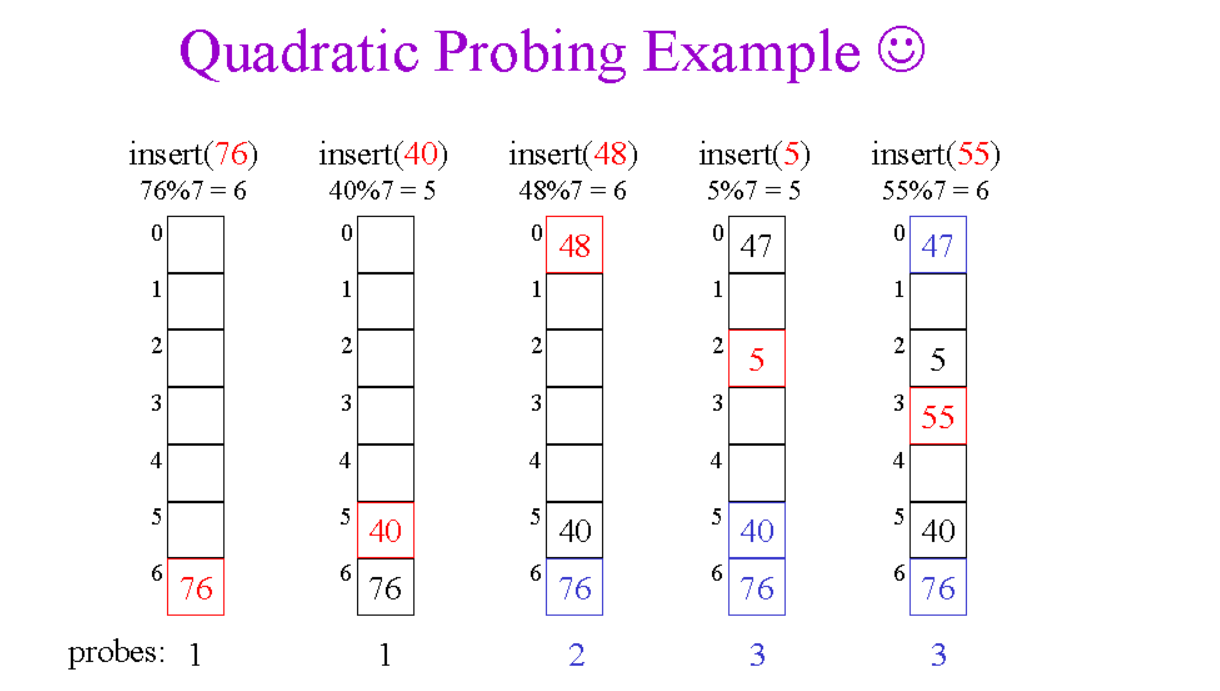 Quadratic Probing Example ☺
insert(76) insert(40) insert(48) insert(5) insert(55)
76%7 = 6 40%7 = 5 48%7 = 6 5%7 = 5 55%7 = 6
0 0 0 48 0 47 0 47
1 1 1 1 1
2 2 2 2 5 2 5
3 3 3 3 3 55
4 4 4 4 4
5 5 40 5 40 5 40 5 40
6 76 6 76 6 76 6 76 6 76
probes: 1 1 2 3 3